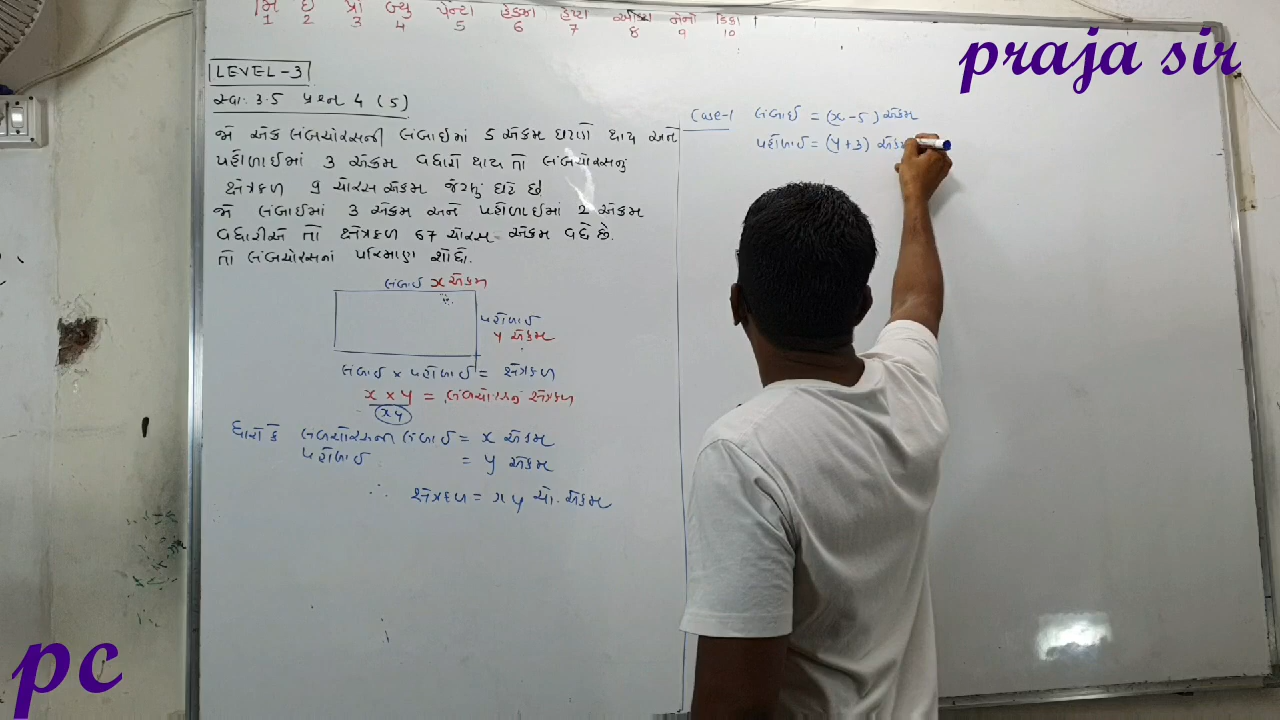 મિ ઇ પ્રો બ્યુ પેન્ટા હેક્ઝા હેપ્ટા ઓક્ટા નોનો ડેકા
1 2 3 4 5 6 7 8 9 10
praja sir
LEVEL-3
સ્વા. 3.5 પ્રશ્ન 4 (5)
જો એક લંબચોરસની લંબાઈમાં 5 એકમ ઘટાડો થાય અને
પહોળાઈમાં 3 એકમ વધારો થાય તો લંબચોરસનું
ક્ષેત્રફળ 9 ચોરસ એકમ જેટલું ઘટે છે
જો લંબાઈમાં 3 એકમ અને પહોળાઈમાં 2 એકમ
વધારીએ તો ક્ષેત્રફળ 67 ચોરસ એકમ વધે છે.
તો લંબચોરસનાં પરિમાણ શોધો.
લંબાઈ x એકમ
પહોળાઈ
y એકમ
લંબાઈ x પહોળાઈ = ક્ષેત્રફળ
x x y = લંબચોરસનું ક્ષેત્રફળ
xy
ધારો કે લંબચોરસની લંબાઈ = x એકમ
પહોળાઈ = y એકમ
∴ ક્ષેત્રફળ = xy ચો. એકમ
Case-1 લંબાઈ = (x-5) એકમ
પહોળાઈ = (y+3) એકમ
pc